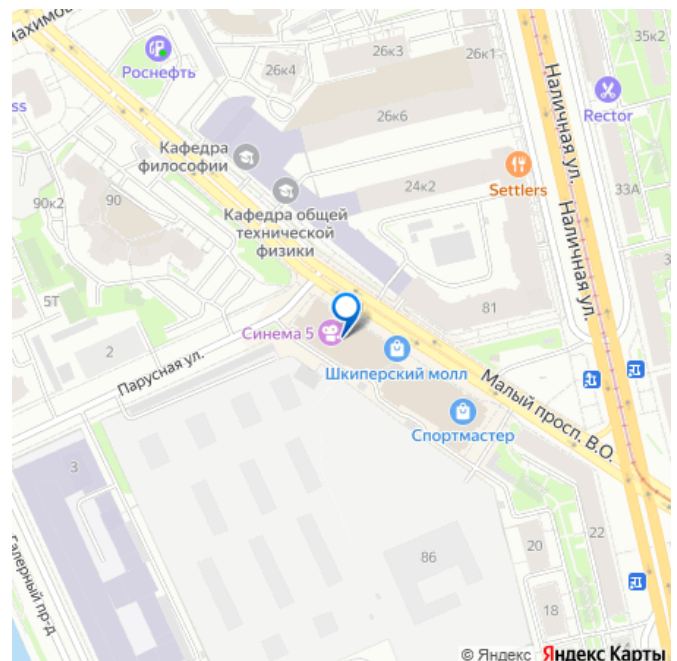 Нахимов
Роснефть
26к4
26к3
26к1
35к2
Наличная ул.
Rector
ss
26к6
Кафедра
философии
Settlers
24к2
33А
90к2
90
Кафедра общей
технической
физики
Наличная ул.
3
5Т
81
Синема 5
2
Парусная ул.
Шкиперский молл
Малый просп. В.О.
Спортмастер
3
22
20
86
Галерный пр-д
18
14
© Яндекс Яндекс Карты